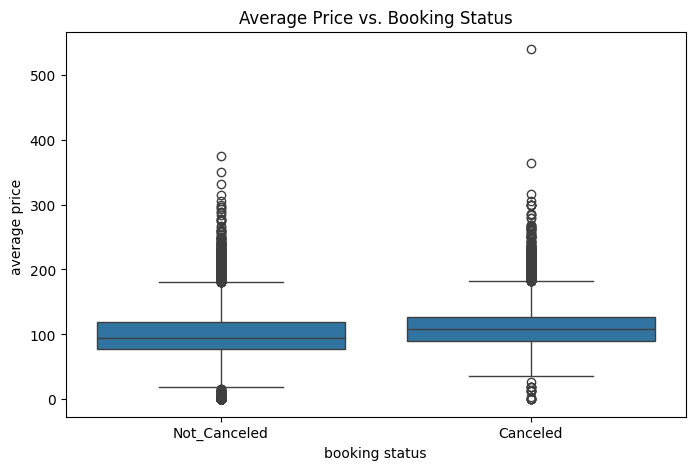 Average Price vs. Booking Status
average price
500
400
300
200
100
0
Not_Canceled
Canceled
booking status